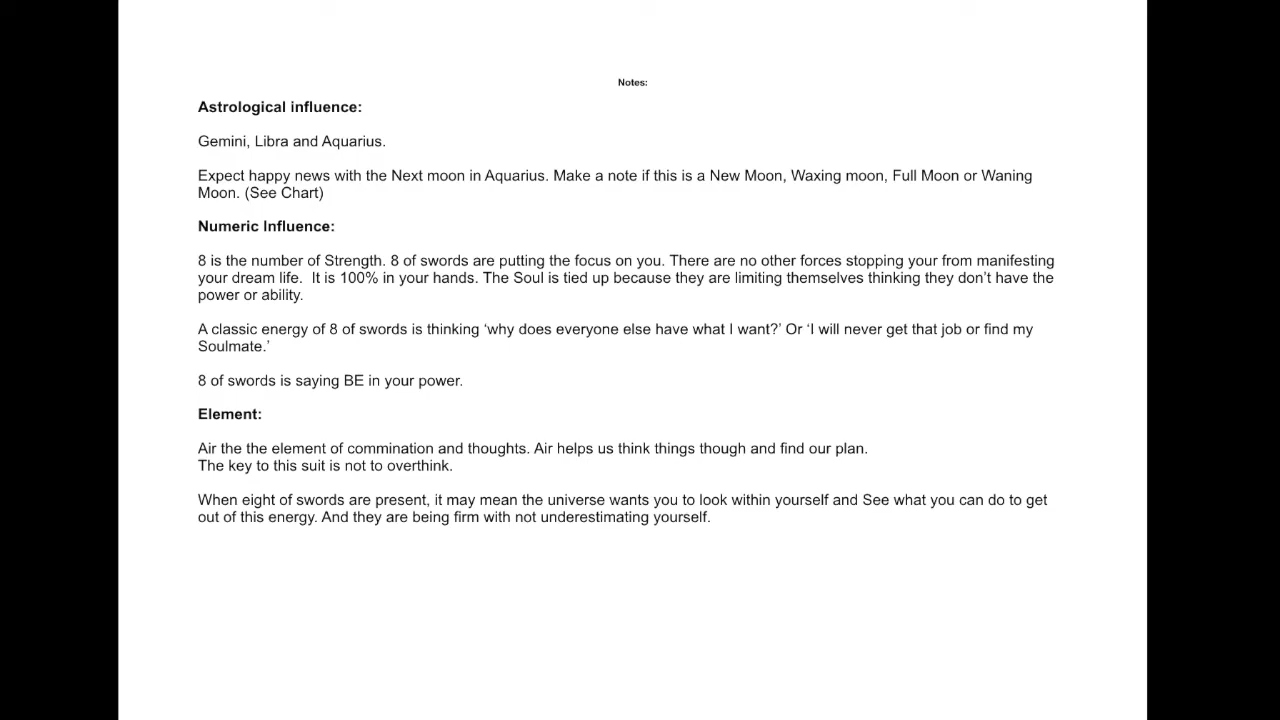 Notes:
Astrological influence:
Gemini, Libra and Aquarius.
Expect happy news with the Next moon in Aquarius. Make a note if this is a New Moon, Waxing moon, Full Moon or Waning
Moon. (See Chart)
Numeric Influence:
8 is the number of Strength. 8 of swords are putting the focus on you. There are no other forces stopping your from manifesting
your dream life.  It is 100% in your hands. The Soul is tied up because they are limiting themselves thinking they don’t have the
power or ability.
A classic energy of 8 of swords is thinking ‘why does everyone else have what I want?’ Or ‘I will never get that job or find my
Soulmate.’
8 of swords is saying BE in your power.
Element:
Air the the element of commination and thoughts. Air helps us think things though and find our plan.
The key to this suit is not to overthink.
When eight of swords are present, it may mean the universe wants you to look within yourself and See what you can do to get
out of this energy. And they are being firm with not underestimating yourself.